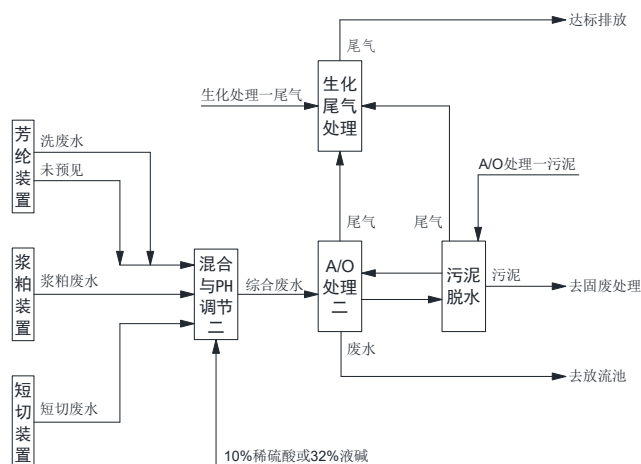 达标排放
尾气
生化
尾气
处理
生化处理一尾气
芳纶装置
洗废水
未预见
A/O处理一污泥
尾气
尾气
浆粕装置
浆粕废水
混合
与PH
调节
二
综合废水
A/O
处理
二
污泥
脱水
污泥
去固废处理
废水
短切装置
短切废水
去放流池
10%稀硫酸或32%液碱